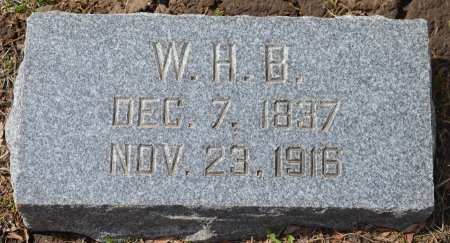 W. H. B.
DEC. 7, 1837
NOV. 23, 1916